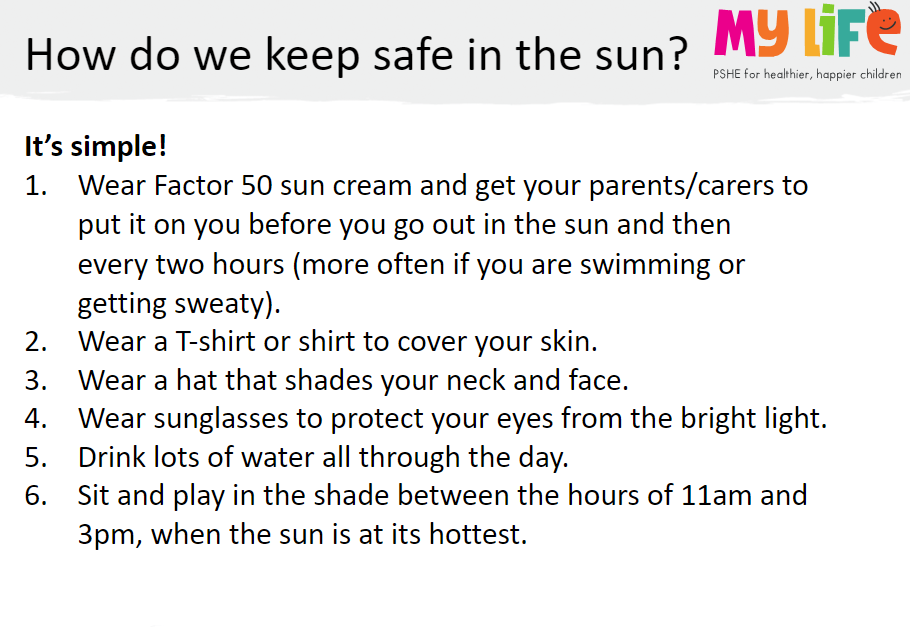 How do we keep safe in the sun?
My Life
PSHE for healthier, happier children
It's simple!
1. Wear Factor 50 sun cream and get your parents/carers to
put it on you before you go out in the sun and then
every two hours (more often if you are swimming or
getting sweaty).
2. Wear a T-shirt or shirt to cover your skin.
3. Wear a hat that shades your neck and face.
4. Wear sunglasses to protect your eyes from the bright light.
5. Drink lots of water all through the day.
6. Sit and play in the shade between the hours of 11am and
3pm, when the sun is at its hottest.